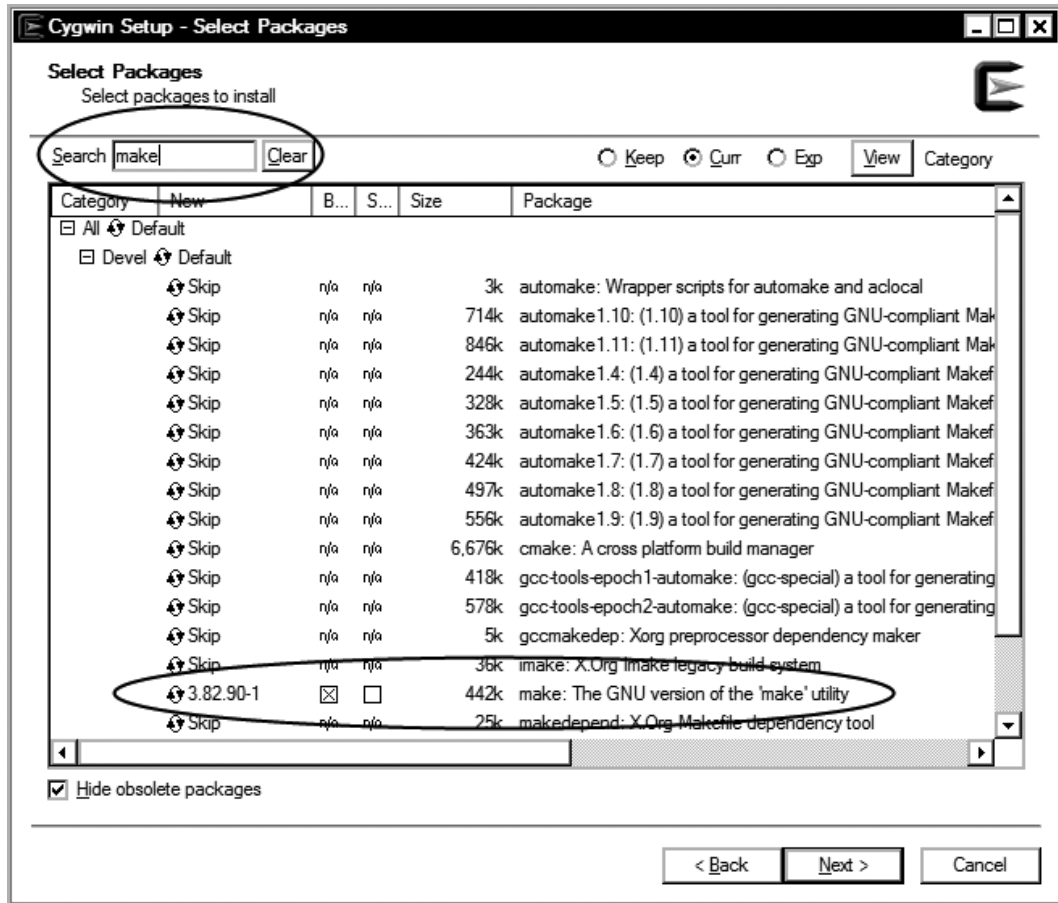 Cygwin Setup - Select Packages
Select Packages
Select packages to install
Search make Clear Keep Curr Exp View Category
Category New B... S... Size Package
All Default
Devel Default
Skip n/a n/a 3k automake: Wrapper scripts for automake and aclocal
Skip n/a n/a 714k automake1.10: (1.10) a tool for generating GNU-compliant Mak
Skip n/a n/a 846k automake1.11: (1.11) a tool for generating GNU-compliant Mak
Skip n/a n/a 244k automake1.4: (1.4) a tool for generating GNU-compliant Makef
Skip n/a n/a 328k automake1.5: (1.5) a tool for generating GNU-compliant Makef
Skip n/a n/a 363k automake1.6: (1.6) a tool for generating GNU-compliant Makef
Skip n/a n/a 424k automake1.7: (1.7) a tool for generating GNU-compliant Makef
Skip n/a n/a 497k automake1.8: (1.8) a tool for generating GNU-compliant Makef
Skip n/a n/a 556k automake1.9: (1.9) a tool for generating GNU-compliant Makef
Skip n/a n/a 6,676k cmake: A cross platform build manager
Skip n/a n/a 418k gcc-tools-epoch1-automake: (gcc-special) a tool for generating
Skip n/a n/a 578k gcc-tools-epoch2-automake: (gcc-special) a tool for generating
Skip n/a n/a 5k gccmakedep: Xorg preprocessor dependency maker
Skip n/a n/a 36k imake: X.Org Imake legacy build system
3.82.90-1 442k make: The GNU version of the 'make' utility
Skip n/a n/a 25k makedepend: X.Org Makefile dependency tool
Hide obsolete packages
< Back Next > Cancel